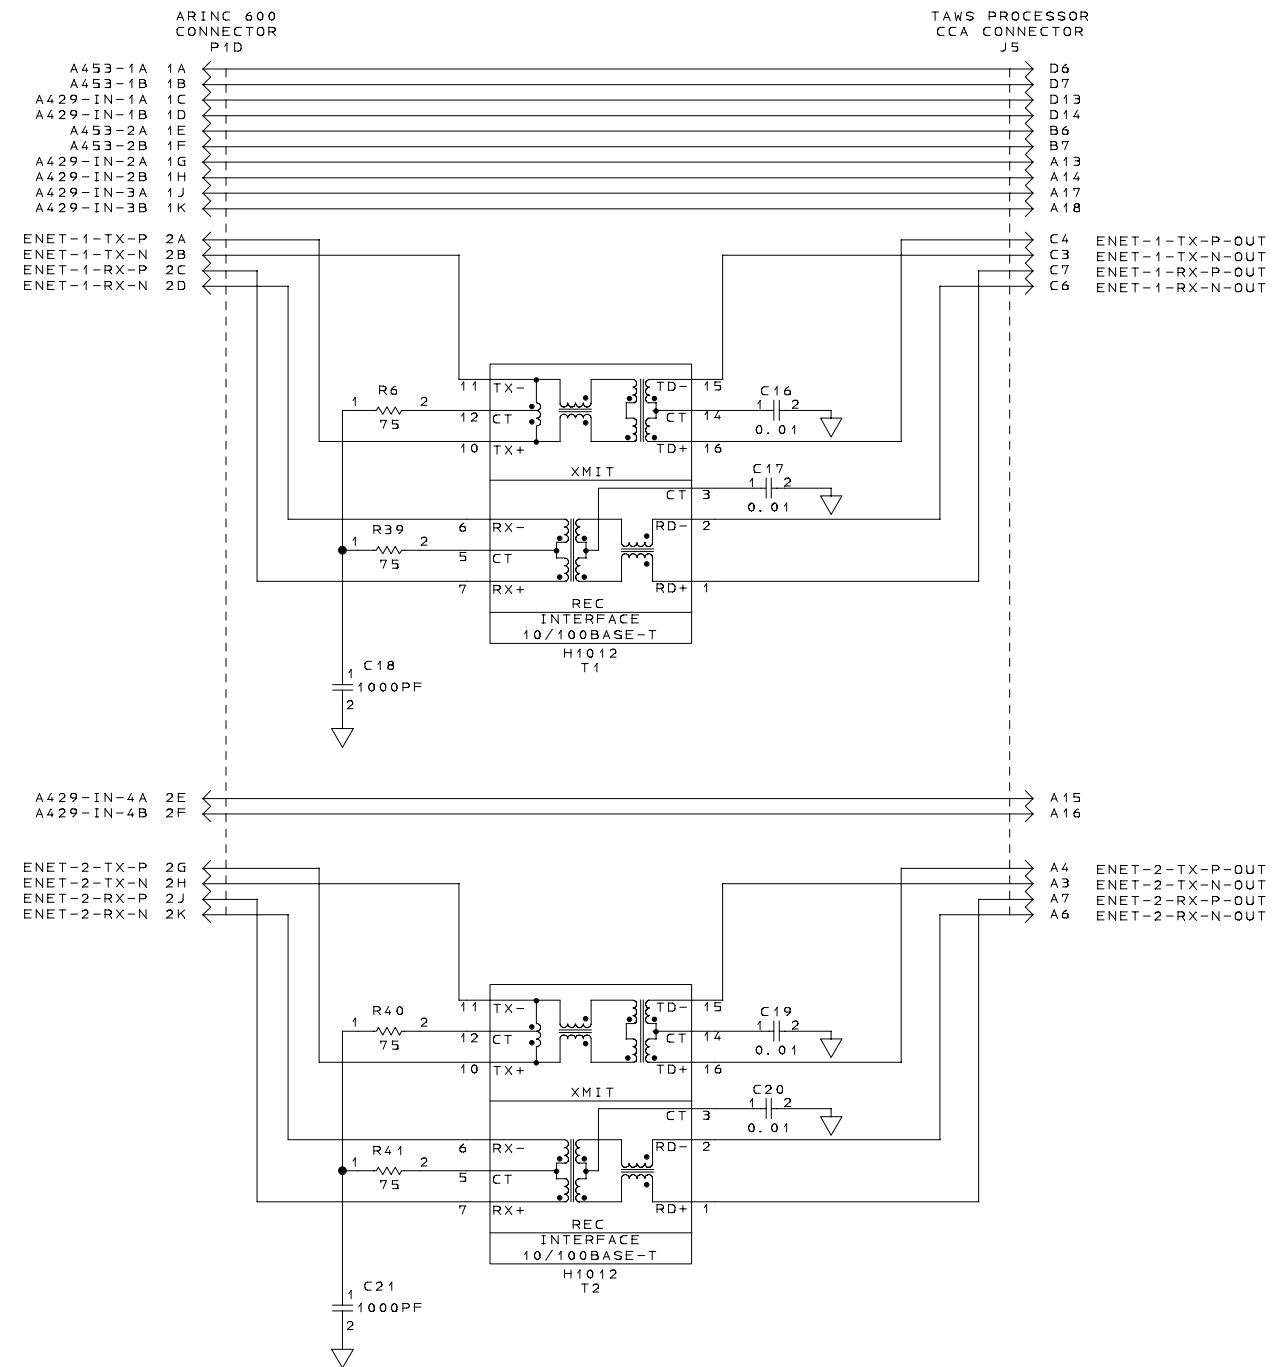 ARINC 600 TAWS PROCESSOR
CONNECTOR CCA CONNECTOR
P1D J5
A453-1A 1A D6
A453-1B 1B D7
A429-IN-1A 1C D13
A429-IN-1B 1D D14
A453-2A 1E B6
A453-2B 1F B7
A429-IN-2A 1G A13
A429-IN-2B 1H A14
A429-IN-3A 1J A17
A429-IN-3B 1K A18
ENET-1-TX-P 2A C4 ENET-1-TX-P-OUT
ENET-1-TX-N 2B C3 ENET-1-TX-N-OUT
ENET-1-RX-P 2C C7 ENET-1-RX-P-OUT
ENET-1-RX-N 2D C6 ENET-1-RX-N-OUT
11 TX- TD- 15
R6 C16
1 2 1 2
12 CT CT 14
75 0.01
10 TX+ TD+ 16
XMIT C17
1 2
CT 3
0.01
R39 6 RX- RD- 2
1 2
5 CT
75
7 RX+ RD+ 1
REC
INTERFACE
10/100BASE-T
H1012
T1
C18
1
1000PF
2
A429-IN-4A 2E A15
A429-IN-4B 2F A16
ENET-2-TX-P 2G A4 ENET-2-TX-P-OUT
ENET-2-TX-N 2H A3 ENET-2-TX-N-OUT
ENET-2-RX-P 2J A7 ENET-2-RX-P-OUT
ENET-2-RX-N 2K A6 ENET-2-RX-N-OUT
11 TX- TD- 15
R40 C19
1 2 1 2
12 CT CT 14
75 0.01
10 TX+ TD+ 16
XMIT C20
1 2
CT 3
0.01
R41 6 RX- RD- 2
1 2
5 CT
75
7 RX+ RD+ 1
REC
INTERFACE
10/100BASE-T
H1012
T2
C21
1
1000PF
2